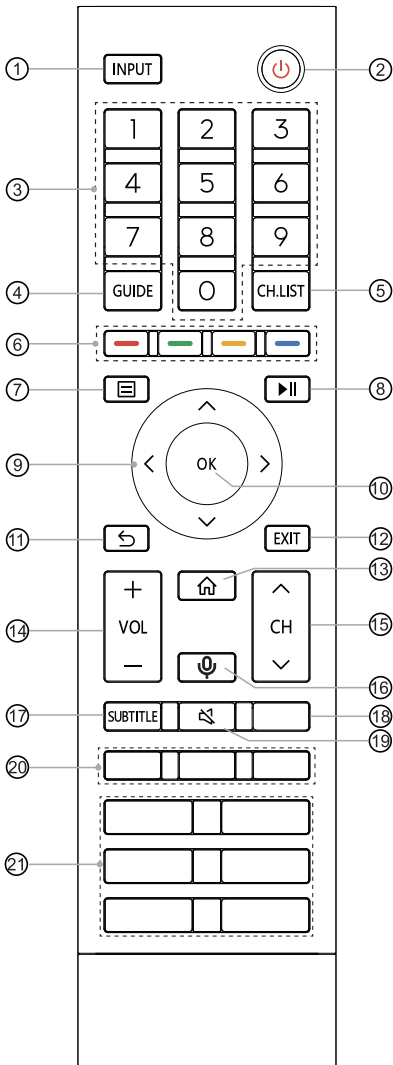 ① INPUT ②
1 2 3
③ 4 5 6
7 8 9
④ GUIDE 0 CH.LIST ⑤
⑥
⑦ ⑧
⑨ OK
⑩
⑪ EXIT ⑫
⑬
+
⑭ VOL CH ⑮
−
⑯
⑰ SUBTITLE ⑱
⑲
⑳
㉑